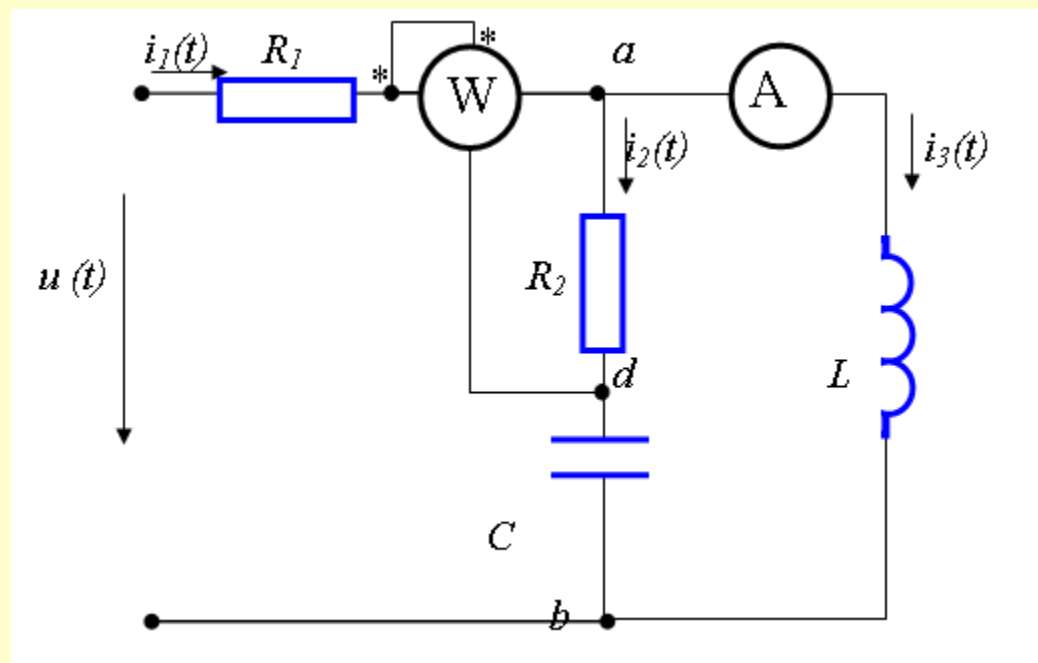 i₁(t)
R₁
*
*
W
a
A
i₂(t)
i₃(t)
u (t)
R₂
d
L
C
b